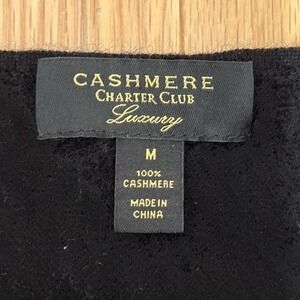 CASHMERE
CHARTER CLUB
Luxury
M
100%
CASHMERE
MADE IN
CHINA